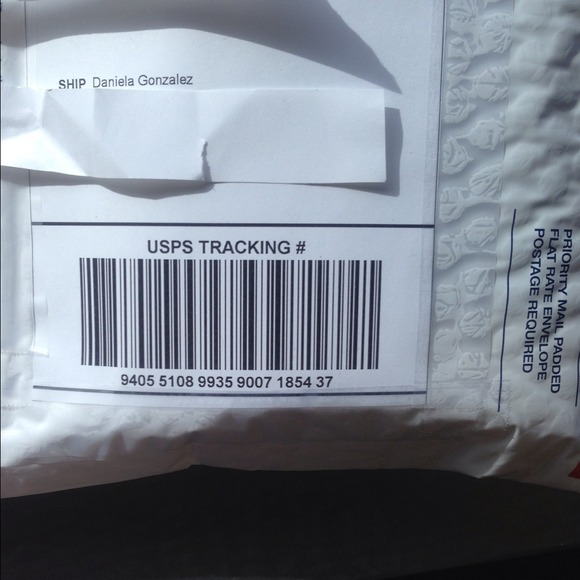 SHIP Daniela Gonzalez
USPS TRACKING #
9405 5108 9935 9007 1854 37
PRIORITY MAIL PADDED
FLAT RATE ENVELOPE
POSTAGE REQUIRED